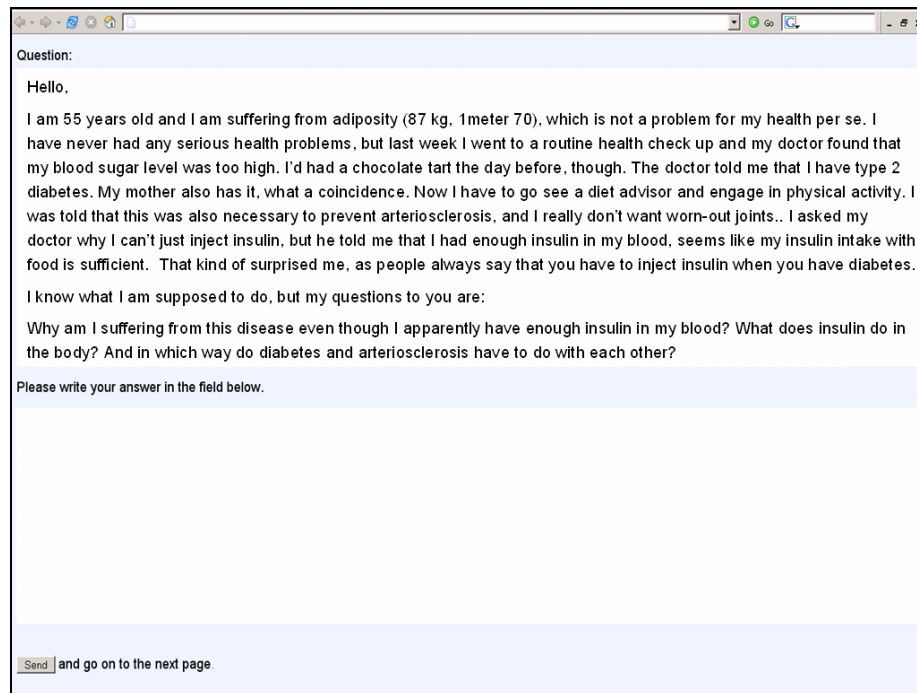 Go
Question:
Hello,
I am 55 years old and I am suffering from adiposity (87 kg, 1meter 70), which is not a problem for my health per se. I
have never had any serious health problems, but last week I went to a routine health check up and my doctor found that
my blood sugar level was too high. I'd had a chocolate tart the day before, though. The doctor told me that I have type 2
diabetes. My mother also has it, what a coincidence. Now I have to go see a diet advisor and engage in physical activity. I
was told that this was also necessary to prevent arteriosclerosis, and I really don't want worn-out joints.. I asked my
doctor why I can't just inject insulin, but he told me that I had enough insulin in my blood, seems like my insulin intake with
food is sufficient.  That kind of surprised me, as people always say that you have to inject insulin when you have diabetes.
I know what I am supposed to do, but my questions to you are:
Why am I suffering from this disease even though I apparently have enough insulin in my blood? What does insulin do in
the body? And in which way do diabetes and arteriosclerosis have to do with each other?
Please write your answer in the field below.
Send and go on to the next page.